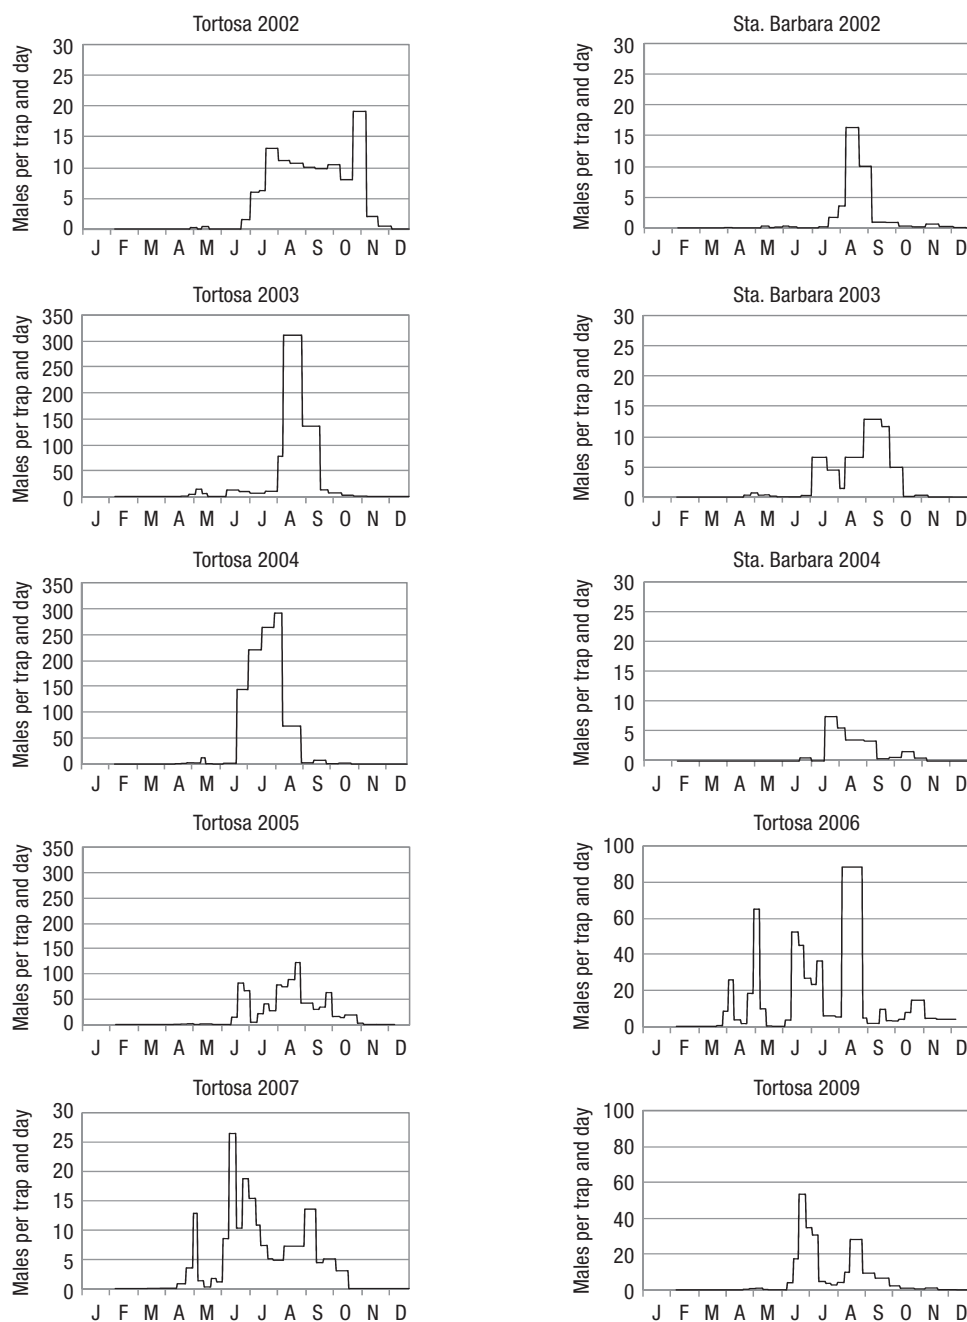 Tortosa 2002
Males per trap and day
30
25
20
15
10
5
0
J F M A M J J A S O N D
Sta. Barbara 2002
Males per trap and day
30
25
20
15
10
5
0
J F M A M J J A S O N D
Tortosa 2003
Males per trap and day
350
300
250
200
150
100
50
0
J F M A M J J A S O N D
Sta. Barbara 2003
Males per trap and day
30
25
20
15
10
5
0
J F M A M J J A S O N D
Tortosa 2004
Males per trap and day
350
300
250
200
150
100
50
0
J F M A M J J A S O N D
Sta. Barbara 2004
Males per trap and day
30
25
20
15
10
5
0
J F M A M J J A S O N D
Tortosa 2005
Males per trap and day
350
300
250
200
150
100
50
0
J F M A M J J A S O N D
Tortosa 2006
Males per trap and day
100
80
60
40
20
0
J F M A M J J A S O N D
Tortosa 2007
Males per trap and day
30
25
20
15
10
5
0
J F M A M J J A S O N D
Tortosa 2009
Males per trap and day
100
80
60
40
20
0
J F M A M J J A S O N D